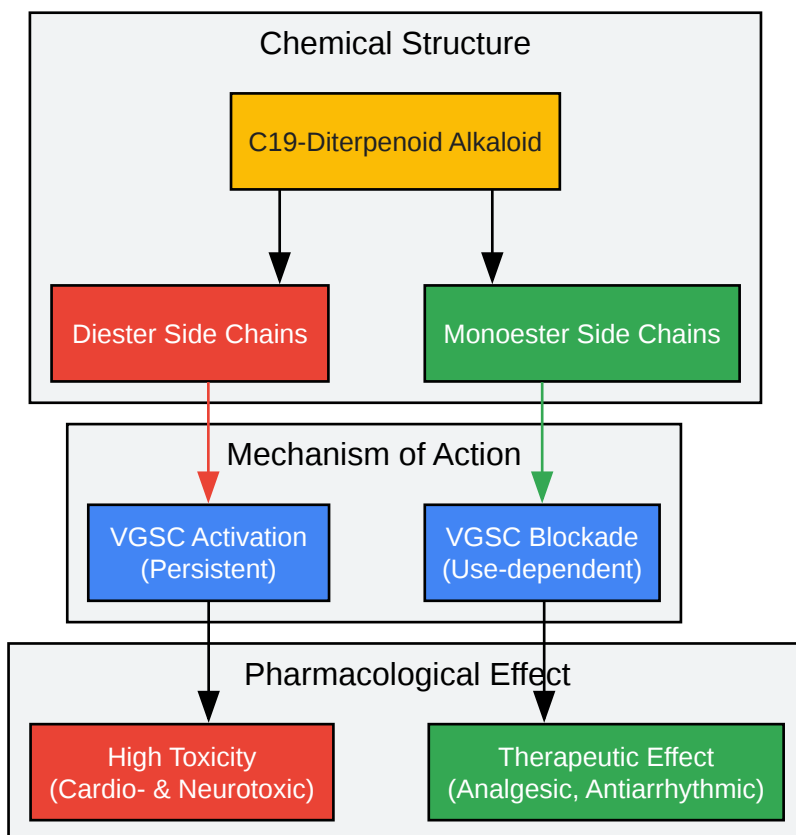 Chemical Structure
C19-Diterpenoid Alkaloid
Diester Side Chains
Monoester Side Chains
Mechanism of Action
VGSC Activation
(Persistent)
VGSC Blockade
(Use-dependent)
Pharmacological Effect
High Toxicity
(Cardio- & Neurotoxic)
Therapeutic Effect
(Analgesic, Antiarrhythmic)